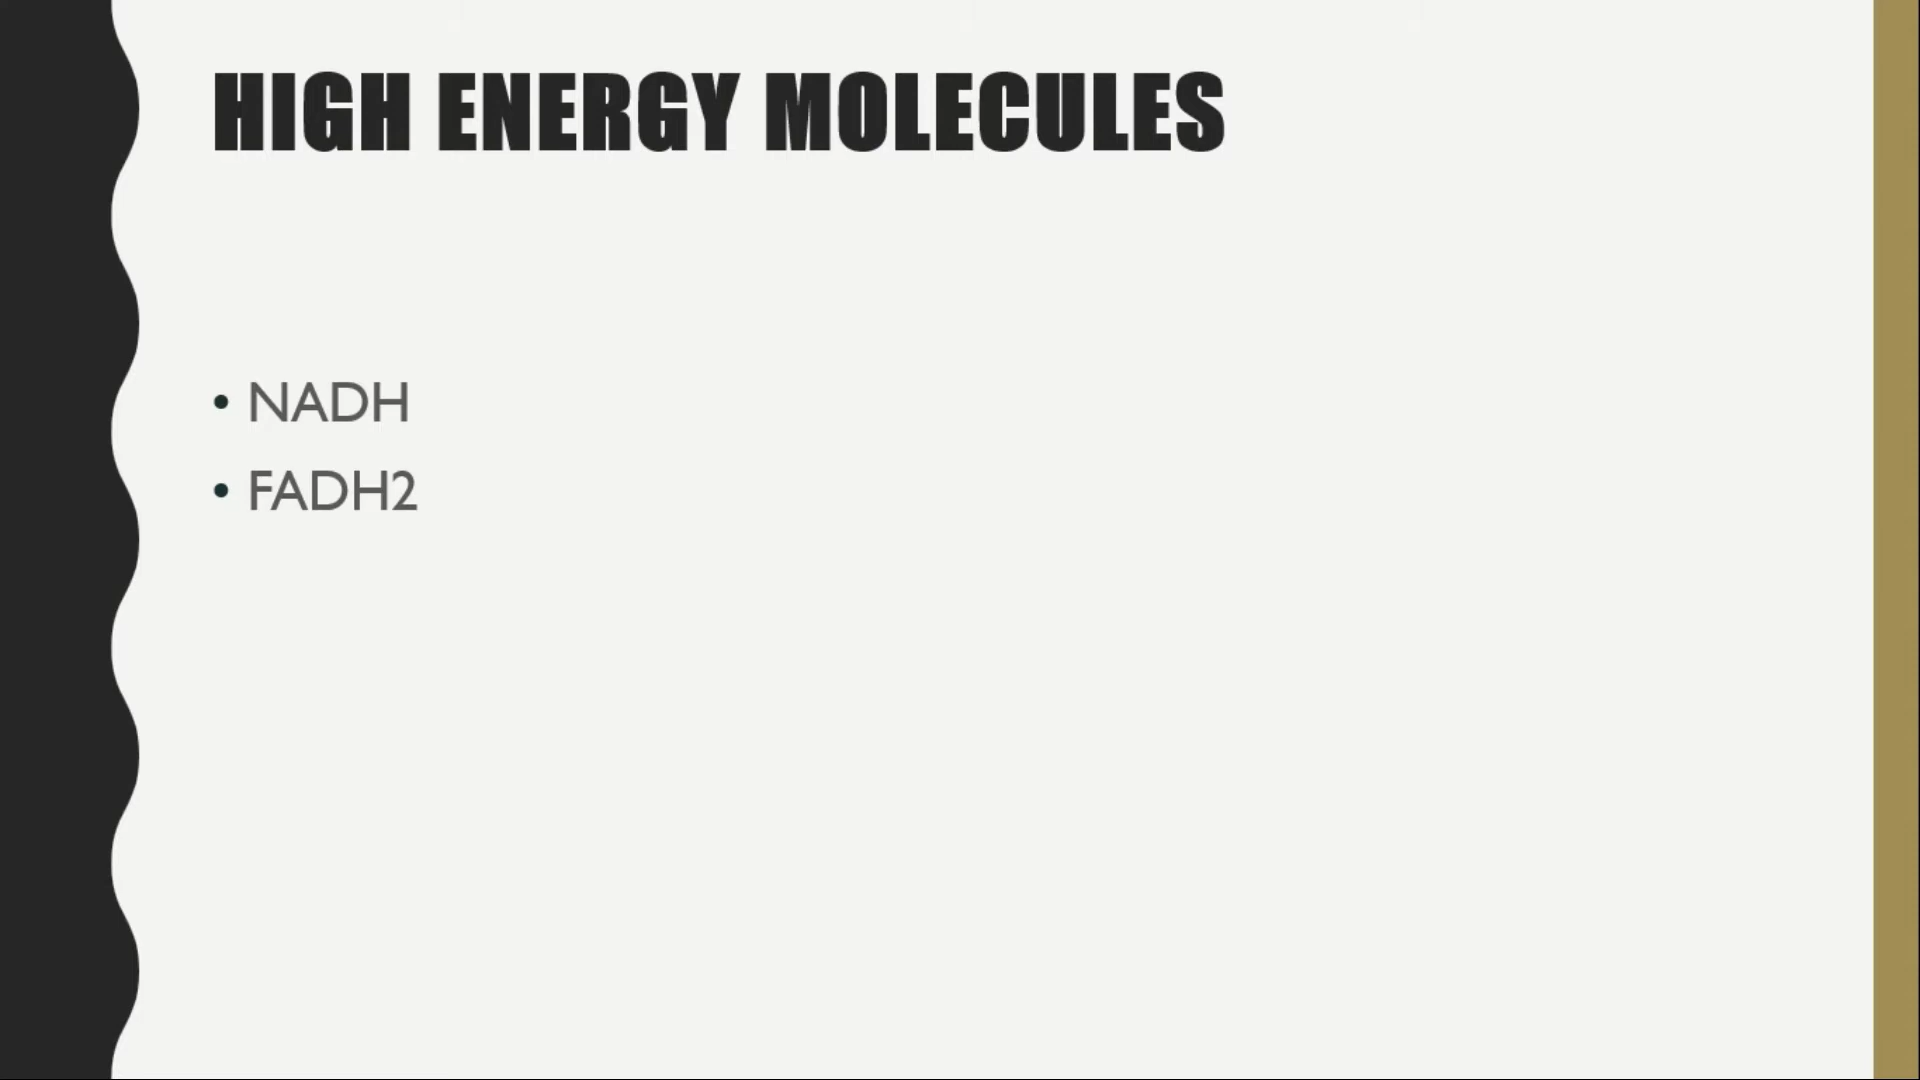 HIGH ENERGY MOLECULES
• NADH
• FADH2